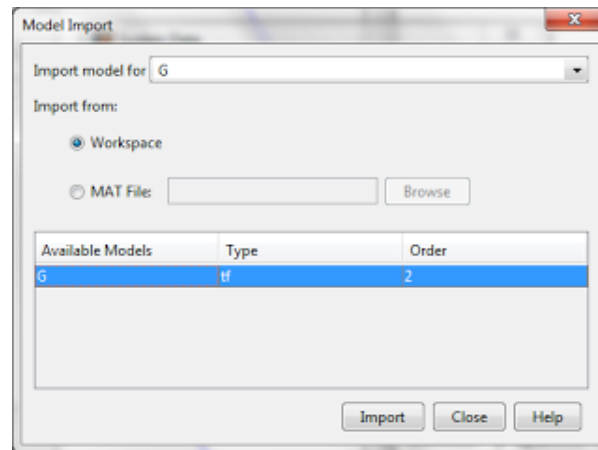 Model Import
Import model for G
Import from:
Workspace
MAT File: Browse
Available Models Type Order
G tf 2
Import Close Help